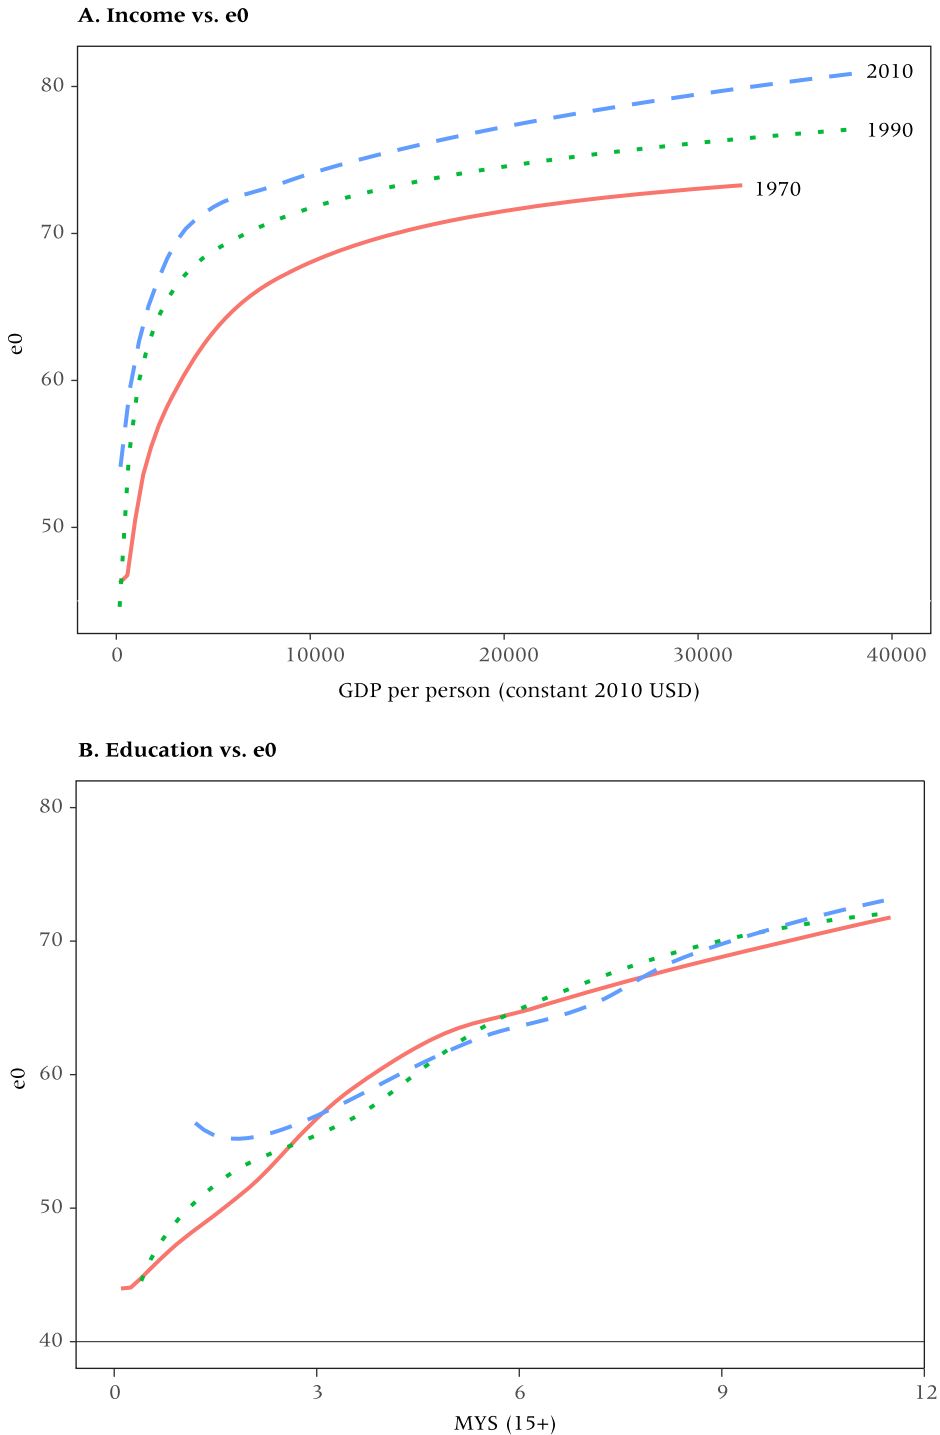 A. Income vs. e0
80
70
60
50
e0
2010
1990
1970
0 10000 20000 30000 40000
GDP per person (constant 2010 USD)
B. Education vs. e0
80
70
60
50
40
e0
0 3 6 9 12
MYS (15+)